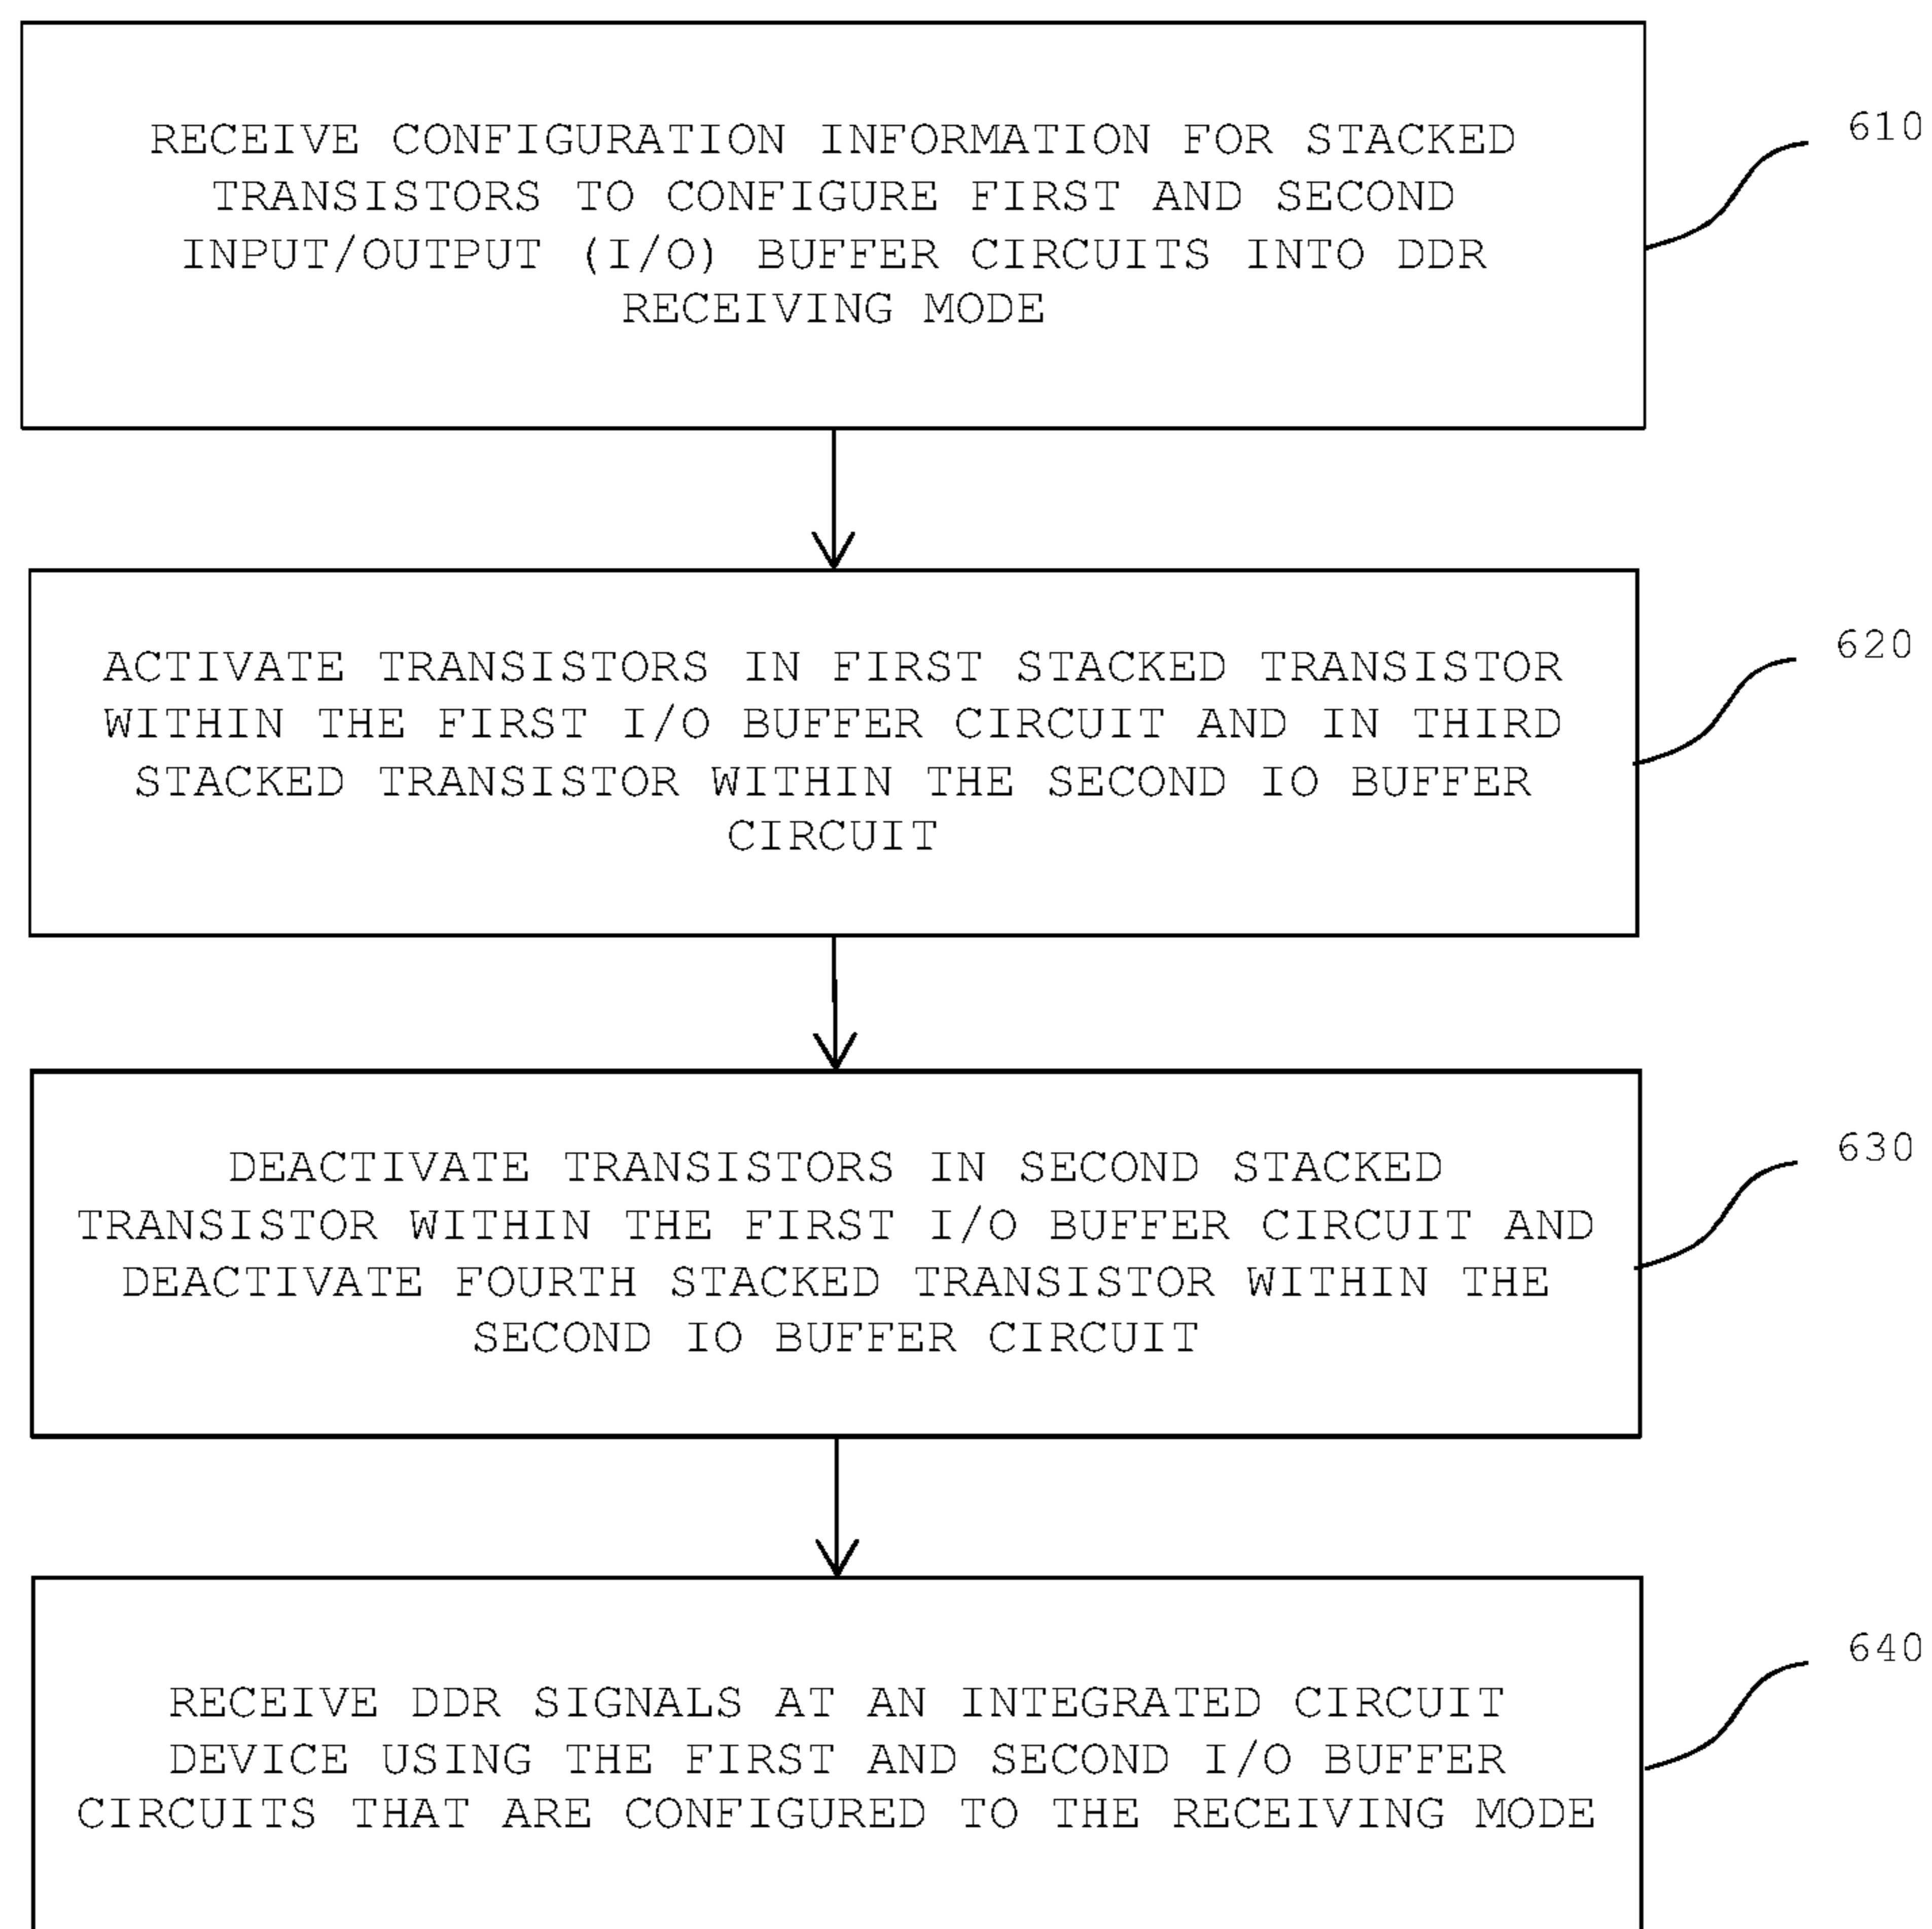 RECEIVE CONFIGURATION INFORMATION FOR STACKED
TRANSISTORS TO CONFIGURE FIRST AND SECOND
INPUT/OUTPUT (I/O) BUFFER CIRCUITS INTO DDR
RECEIVING MODE
610
ACTIVATE TRANSISTORS IN FIRST STACKED TRANSISTOR
WITHIN THE FIRST I/O BUFFER CIRCUIT AND IN THIRD
STACKED TRANSISTOR WITHIN THE SECOND IO BUFFER
CIRCUIT
620
DEACTIVATE TRANSISTORS IN SECOND STACKED
TRANSISTOR WITHIN THE FIRST I/O BUFFER CIRCUIT AND
DEACTIVATE FOURTH STACKED TRANSISTOR WITHIN THE
SECOND IO BUFFER CIRCUIT
630
RECEIVE DDR SIGNALS AT AN INTEGRATED CIRCUIT
DEVICE USING THE FIRST AND SECOND I/O BUFFER
CIRCUITS THAT ARE CONFIGURED TO THE RECEIVING MODE
640